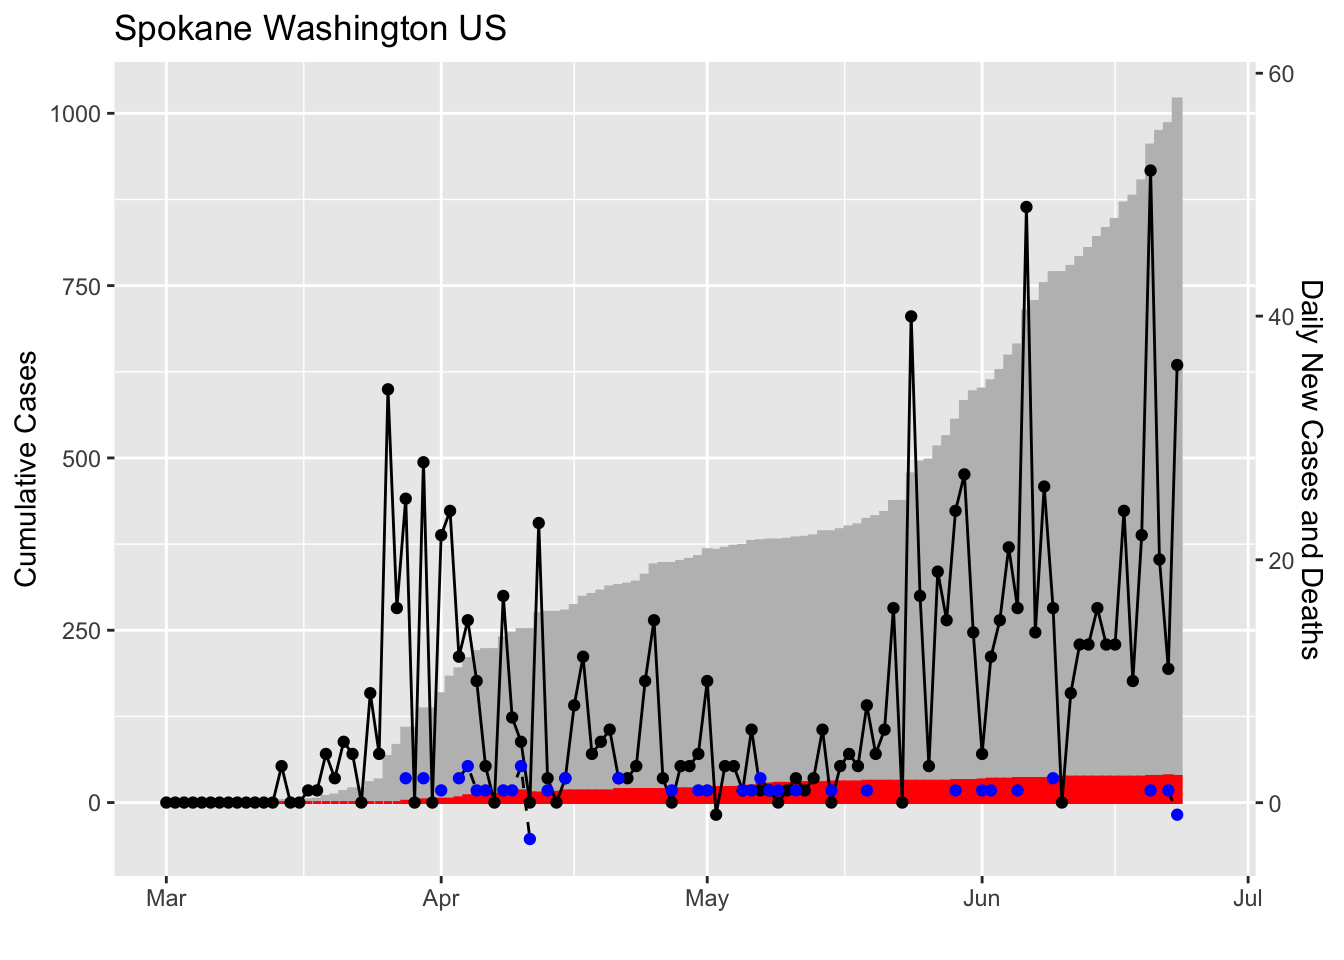 Spokane Washington US
Cumulative Cases
1000
750
500
250
0
60
40
20
0
Daily New Cases and Deaths
Mar
Apr
May
Jun
Jul